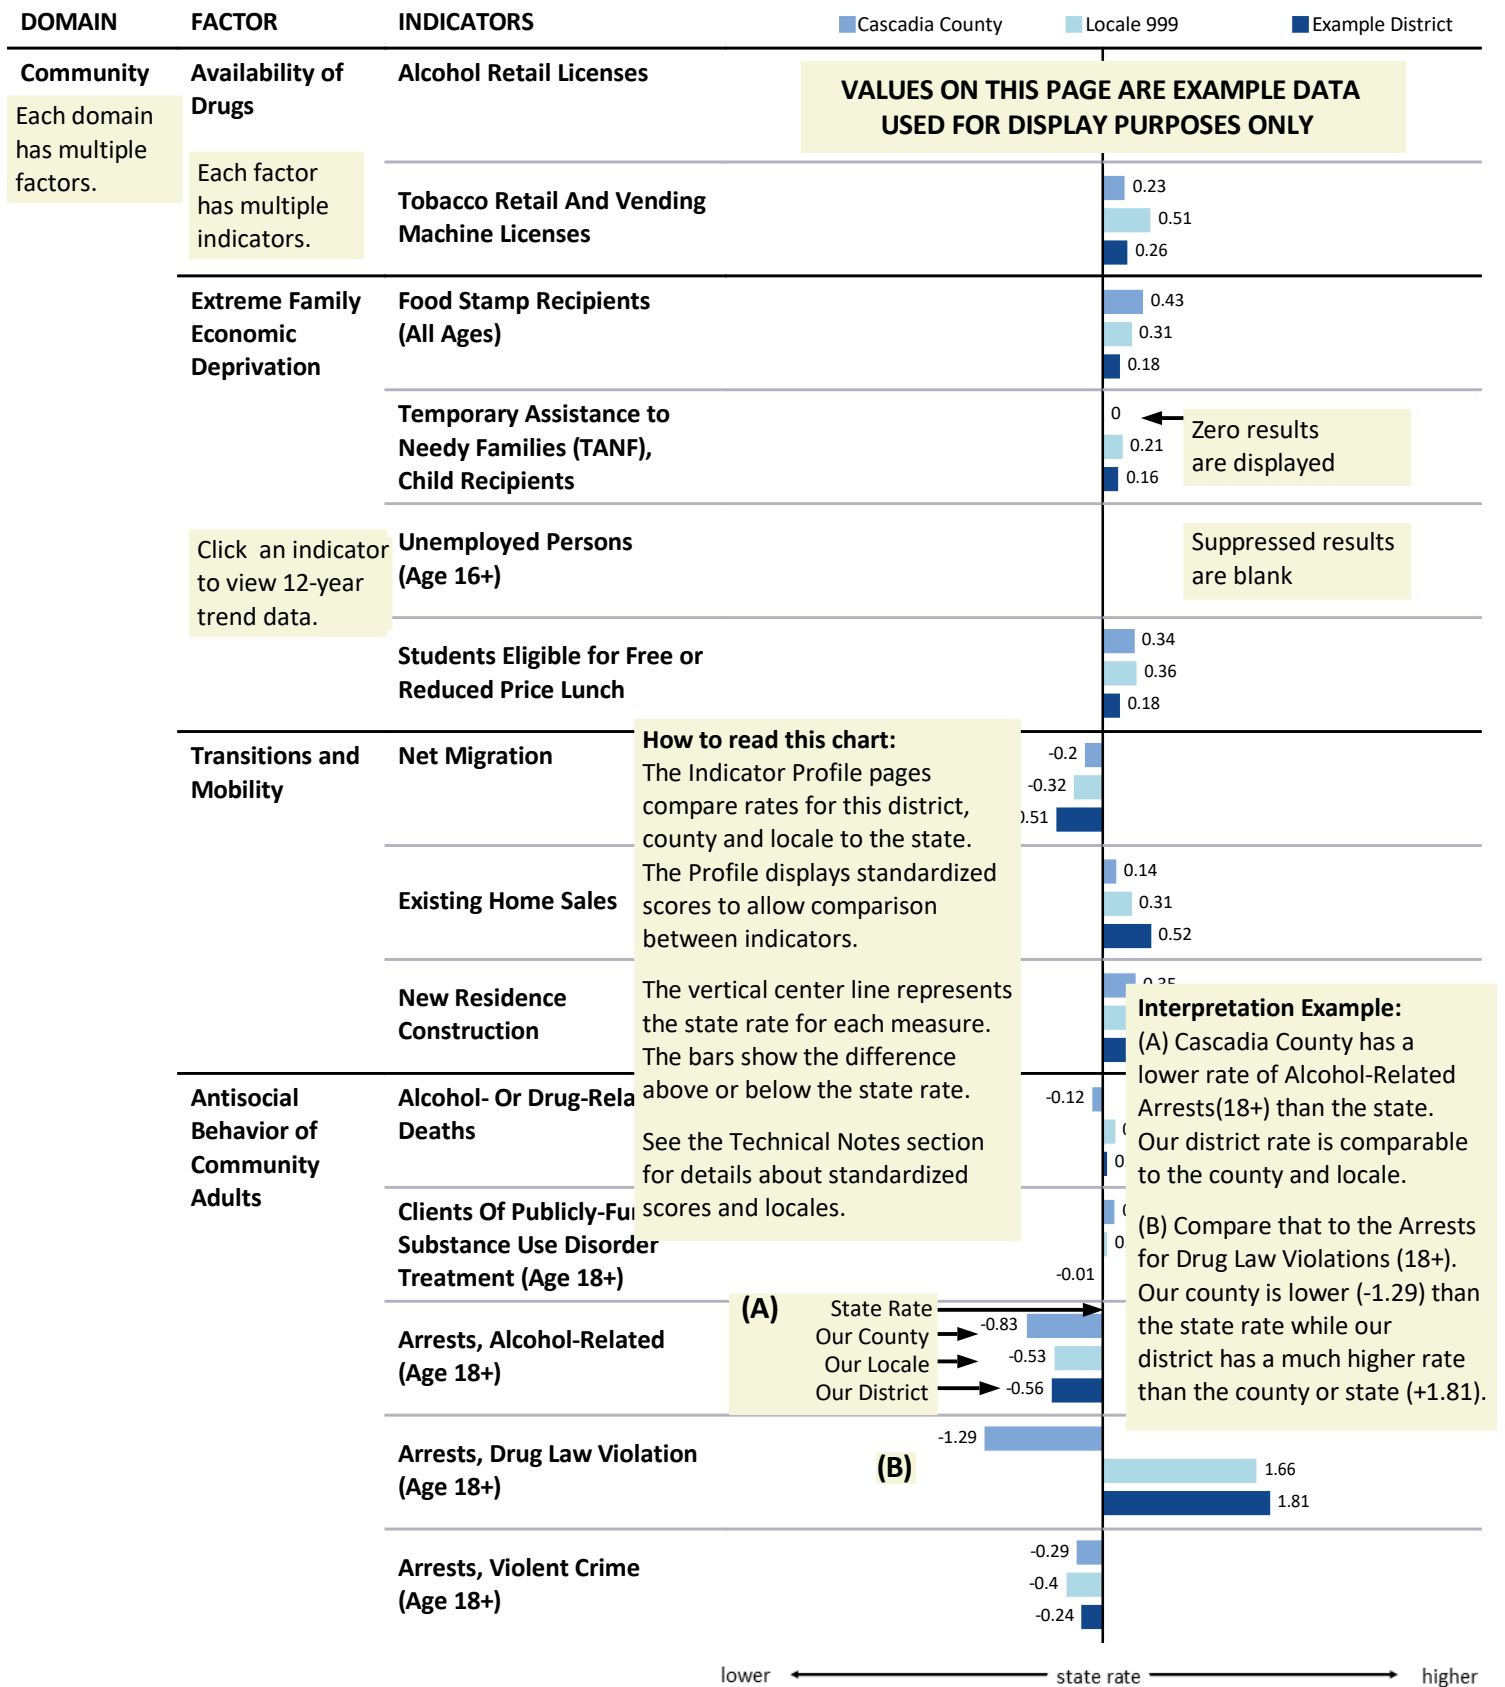 DOMAIN FACTOR INDICATORS Cascadia County Locale 999 Example District
Community
Each domain
has multiple
factors.
Availability of
Drugs
Each factor
has multiple
indicators.
Alcohol Retail Licenses
VALUES ON THIS PAGE ARE EXAMPLE DATA
USED FOR DISPLAY PURPOSES ONLY
Tobacco Retail And Vending
Machine Licenses
0.23
0.51
0.26
Extreme Family
Economic
Deprivation
Food Stamp Recipients
(All Ages)
0.43
0.31
0.18
Temporary Assistance to
Needy Families (TANF),
Child Recipients
0
0.21
0.16
Zero results
are displayed
Click an indicator
to view 12-year
trend data.
Unemployed Persons
(Age 16+)
Suppressed results
are blank
Students Eligible for Free or
Reduced Price Lunch
0.34
0.36
0.18
Transitions and
Mobility
Net Migration
-0.2
-0.32
0.51
How to read this chart:
The Indicator Profile pages
compare rates for this district,
county and locale to the state.
The Profile displays standardized
scores to allow comparison
between indicators.
The vertical center line represents
the state rate for each measure.
The bars show the difference
above or below the state rate.
See the Technical Notes section
for details about standardized
scores and locales.
Existing Home Sales
0.14
0.31
0.52
New Residence
Construction
Interpretation Example:
(A) Cascadia County has a
lower rate of Alcohol-Related
Arrests(18+) than the state.
Our district rate is comparable
to the county and locale.
(B) Compare that to the Arrests
for Drug Law Violations (18+).
Our county is lower (-1.29) than
the state rate while our
district has a much higher rate
than the county or state (+1.81).
Antisocial
Behavior of
Community
Adults
Alcohol- Or Drug-Rela
Deaths
-0.12
Clients Of Publicly-Fu
Substance Use Disorder
Treatment (Age 18+)
-0.01
Arrests, Alcohol-Related
(Age 18+)
(A) State Rate
Our County -0.83
Our Locale -0.53
Our District -0.56
Arrests, Drug Law Violation
(Age 18+)
(B)
-1.29
1.66
1.81
Arrests, Violent Crime
(Age 18+)
-0.29
-0.4
-0.24
lower state rate higher